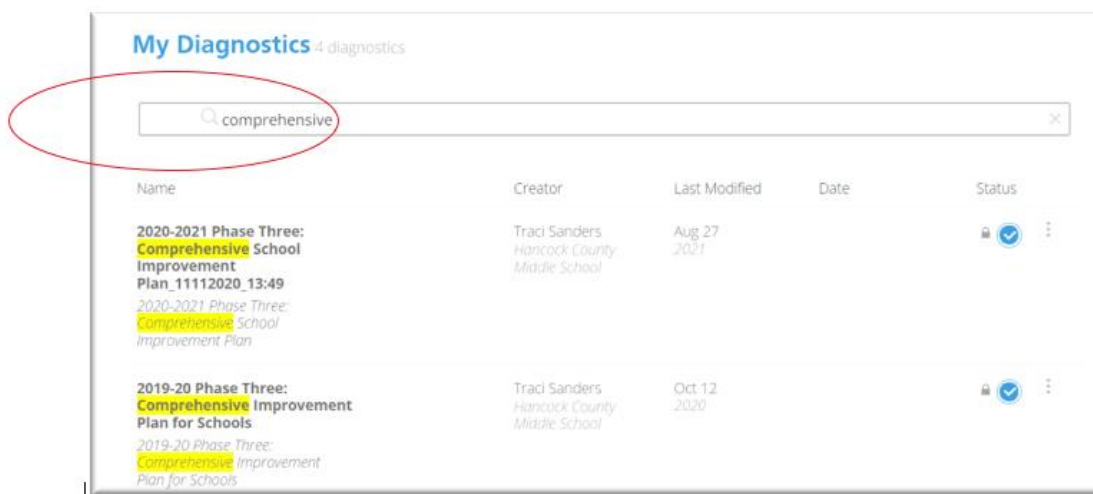 My Diagnostics 4 diagnostics
comprehensive ×
Name Creator Last Modified Date Status
2020-2021 Phase Three:
Comprehensive School
Improvement
Plan_11112020_13:49
2020-2021 Phase Three:
Comprehensive School
Improvement Plan
Traci Sanders
Hancock County
Middle School
Aug 27
2021
2019-20 Phase Three:
Comprehensive Improvement
Plan for Schools
2019-20 Phase Three:
Comprehensive Improvement
Plan for Schools
Traci Sanders
Hancock County
Middle School
Oct 12
2020